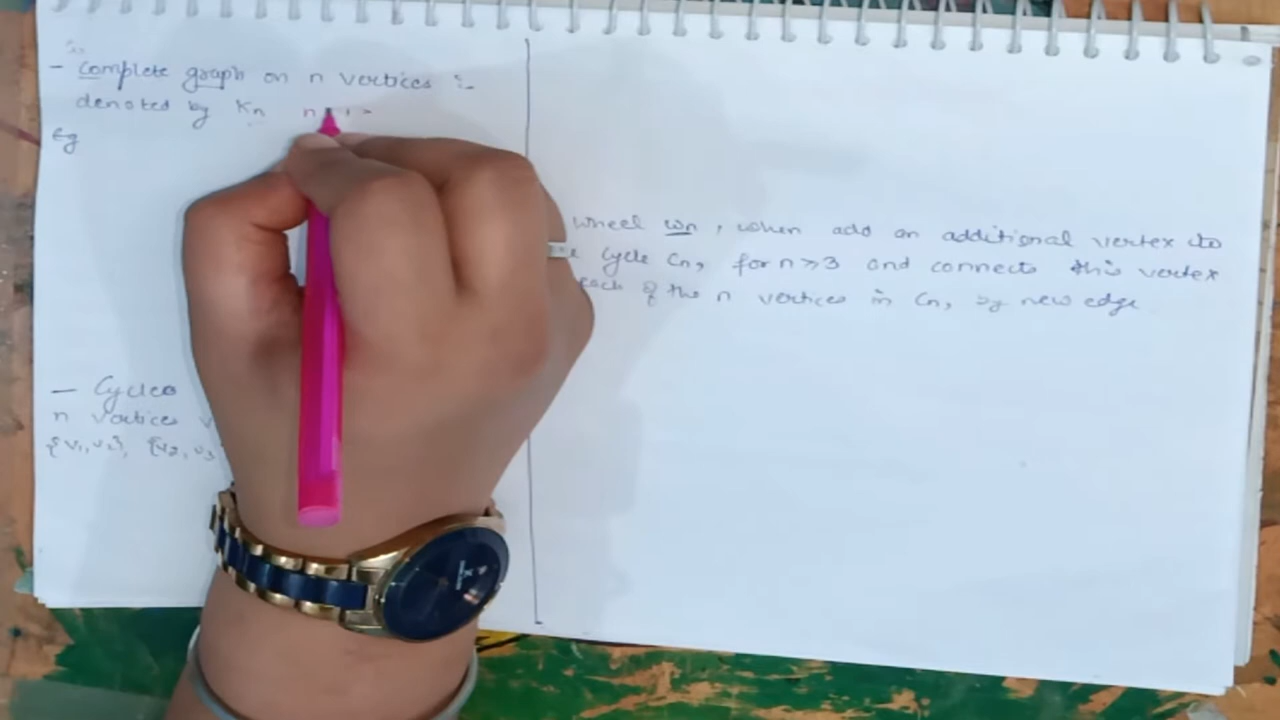 - Complete graph on n vertices :-
denoted by Kn n
Eg
- Cycles
n vertices v
{v1,v2}, {v2,v3
wheel wn, when add an additional vertex to
Cycle Cn, for n>,3 and connects this vertex
each of the n vertices in Cn, by new edge